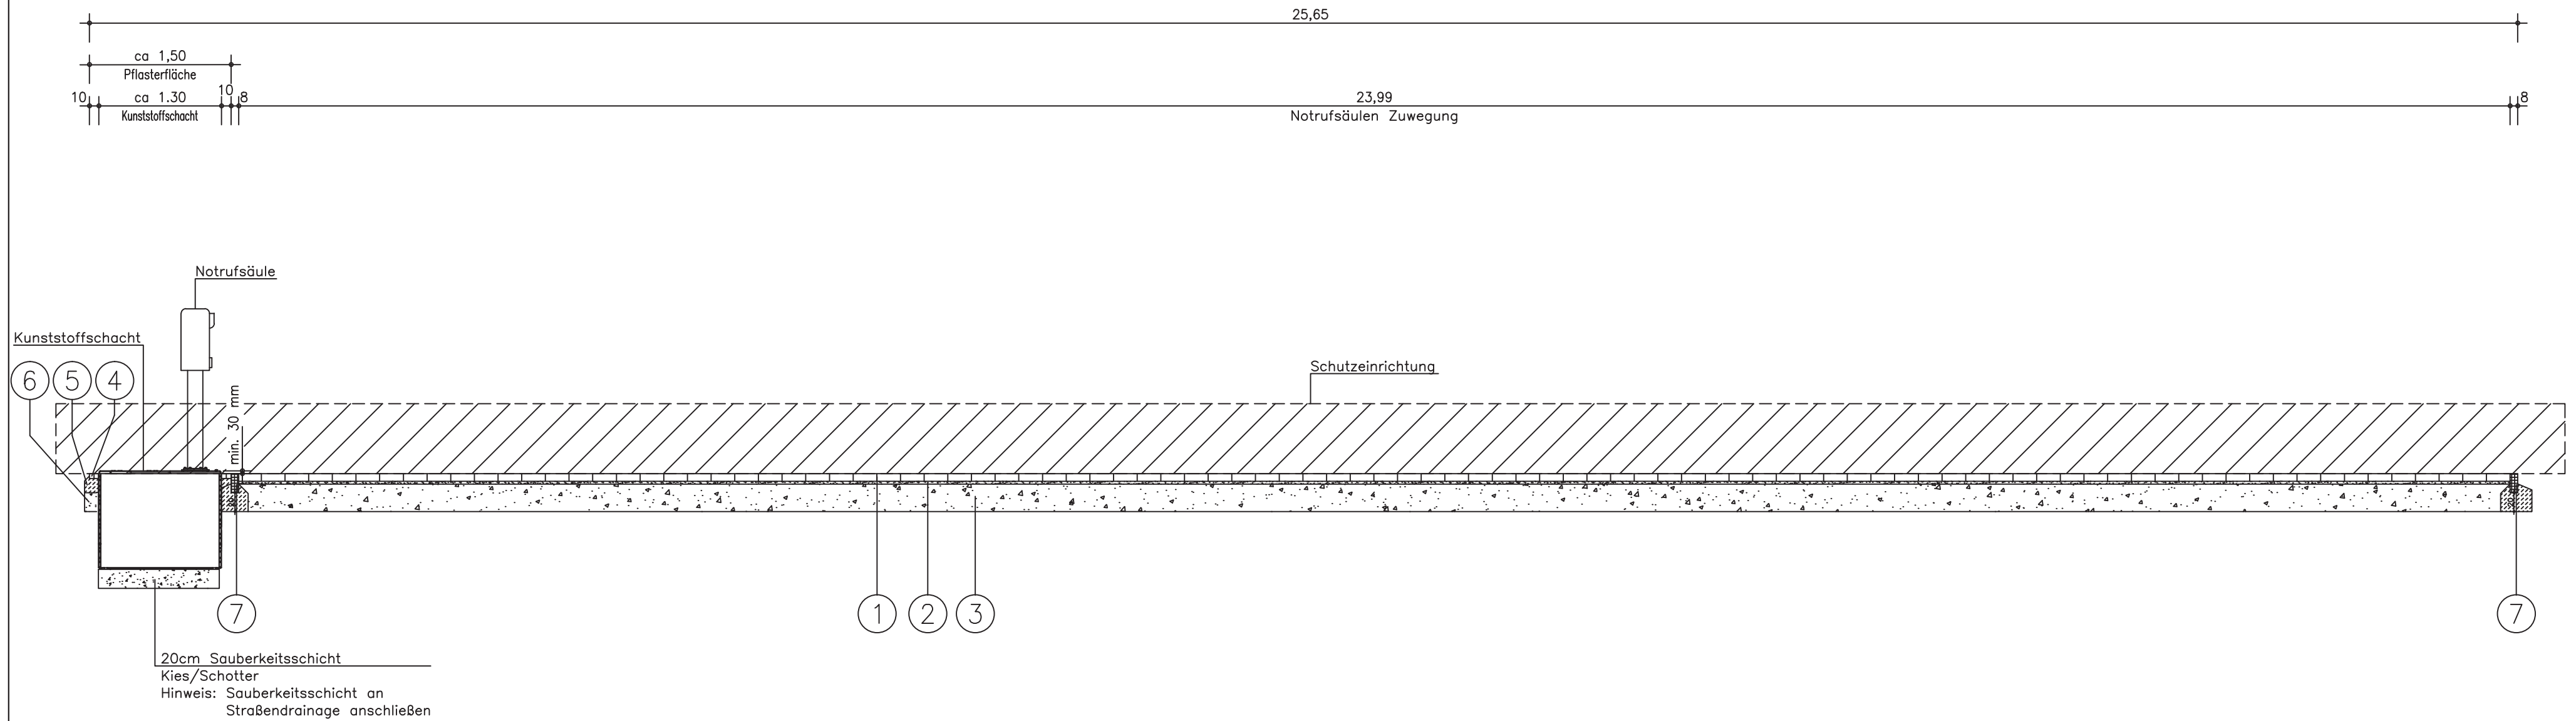 25,65
ca 1,50
Pflasterfläche
10
ca 1.30
10
8
Kunststoffschacht
23,99
Notrufsäulen Zuwegung
8
Notrufsäule
Kunststoffschacht
6
5
4
min. 30 mm
Schutzeinrichtung
7
1
2
3
7
20cm Sauberkeitsschicht
Kies/Schotter
Hinweis: Sauberkeitsschicht an
Straßendrainage anschließen